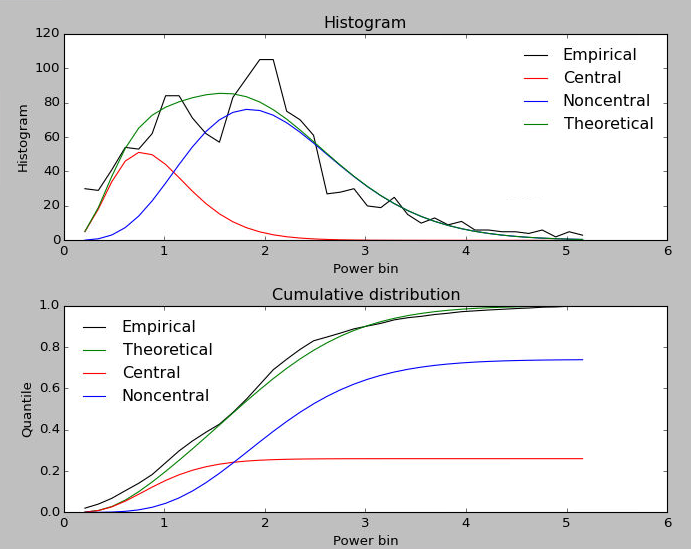 Histogram
120
100
80
60
40
20
0
Histogram
Empirical
Central
Noncentral
Theoretical
0 1 2 3 4 5 6
Power bin
Cumulative distribution
1.0
0.8
0.6
0.4
0.2
0.0
Quantile
Empirical
Theoretical
Central
Noncentral
0 1 2 3 4 5 6
Power bin